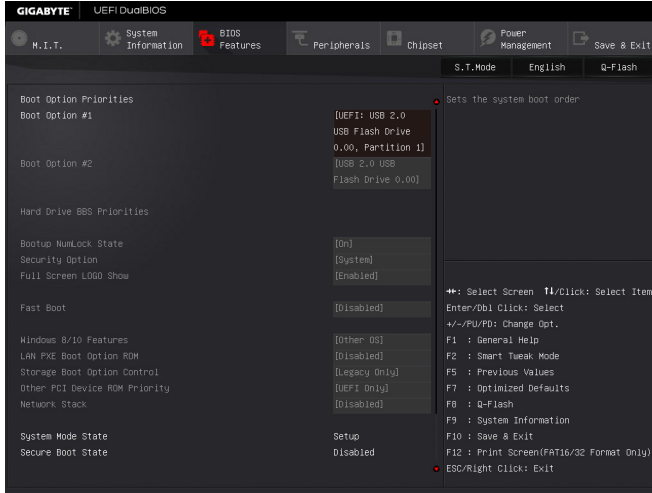 GIGABYTE™ UEFI DualBIOS
M.I.T.
System Information
BIOS Features
Peripherals
Chipset
Power Management
Save & Exit
S.T.Mode English Q-Flash
Boot Option Priorities
Boot Option #1 [UEFI: USB 2.0
USB Flash Drive
0.00, Partition 1]
Boot Option #2 [USB 2.0 USB
Flash Drive 0.00]
Hard Drive BBS Priorities
Bootup NumLock State [On]
Security Option [System]
Full Screen LOGO Show [Enabled]
Fast Boot [Disabled]
Windows 8/10 Features [Other OS]
LAN PXE Boot Option ROM [Disabled]
Storage Boot Option Control [Legacy Only]
Other PCI Device ROM Priority [UEFI Only]
Network Stack [Disabled]
System Mode State Setup
Secure Boot State Disabled
Sets the system boot order
→←: Select Screen ↑↓/Click: Select Item
Enter/Dbl Click: Select
+/-/PU/PD: Change Opt.
F1 : General Help
F2 : Smart Tweak Mode
F5 : Previous Values
F7 : Optimized Defaults
F8 : Q-Flash
F9 : System Information
F10 : Save & Exit
F12 : Print Screen(FAT16/32 Format Only)
ESC/Right Click: Exit